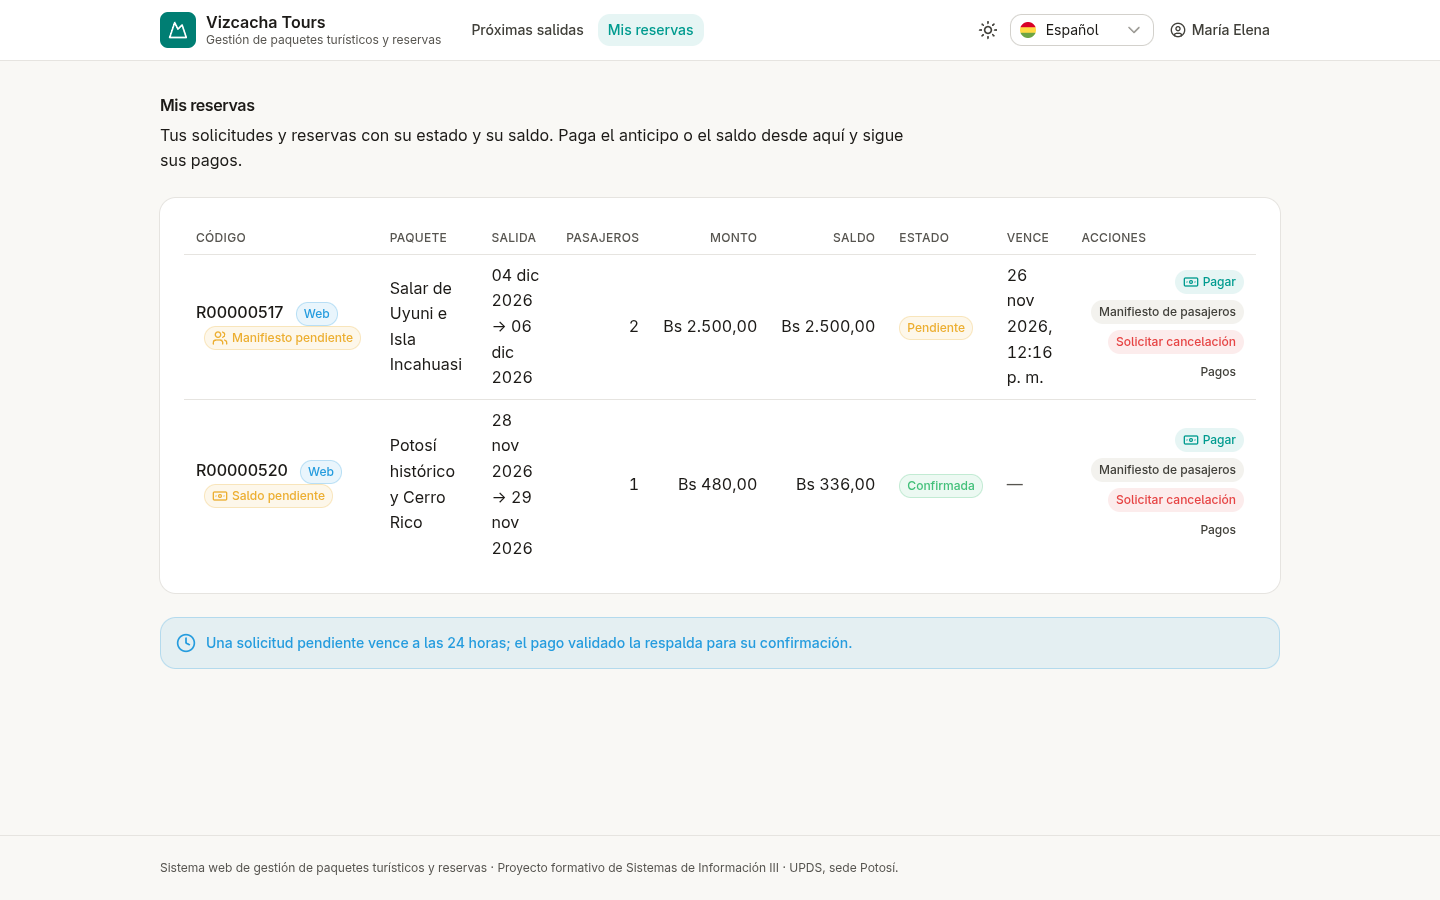 Vizcacha Tours
Gestión de paquetes turísticos y reservas
Próximas salidas
Mis reservas
Español
María Elena
Mis reservas
Tus solicitudes y reservas con su estado y su saldo. Paga el anticipo o el saldo desde aquí y sigue
sus pagos.
CÓDIGO PAQUETE SALIDA PASAJEROS MONTO SALDO ESTADO VENCE ACCIONES
R00000517 Web
Manifiesto pendiente
Salar de
Uyuni e
Isla
Incahuasi
04 dic
2026
→ 06
dic
2026
2
Bs 2.500,00
Bs 2.500,00
Pendiente
26
nov
2026,
12:16
p. m.
Pagar
Manifiesto de pasajeros
Solicitar cancelación
Pagos
R00000520 Web
Saldo pendiente
Potosí
histórico
y Cerro
Rico
28
nov
2026
→ 29
nov
2026
1
Bs 480,00
Bs 336,00
Confirmada
—
Pagar
Manifiesto de pasajeros
Solicitar cancelación
Pagos
Una solicitud pendiente vence a las 24 horas; el pago validado la respalda para su confirmación.
Sistema web de gestión de paquetes turísticos y reservas · Proyecto formativo de Sistemas de Información III · UPDS, sede Potosí.